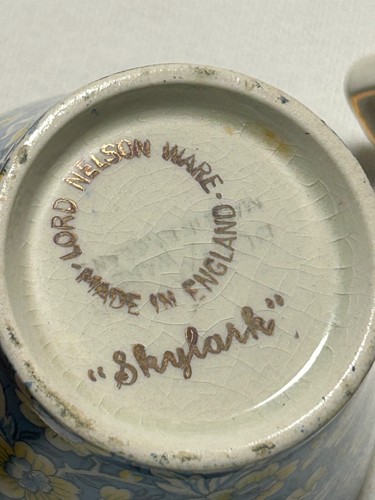 LORD NELSON WARE -
MADE IN ENGLAND -
"Skylark"